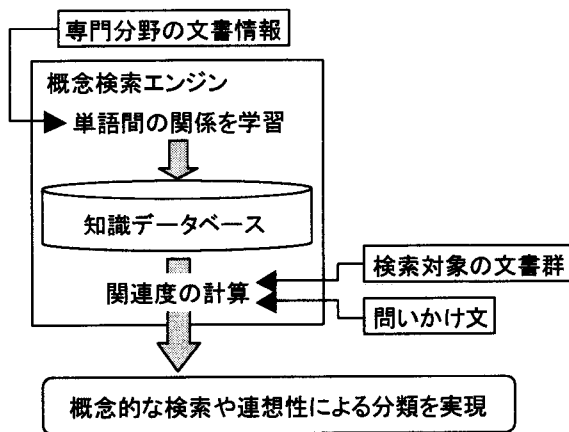 専門分野の文書情報
概念検索エンジン
単語間の関係を学習
知識データベース
検索対象の文書群
関連度の計算
問いかけ文
概念的な検索や連想性による分類を実現